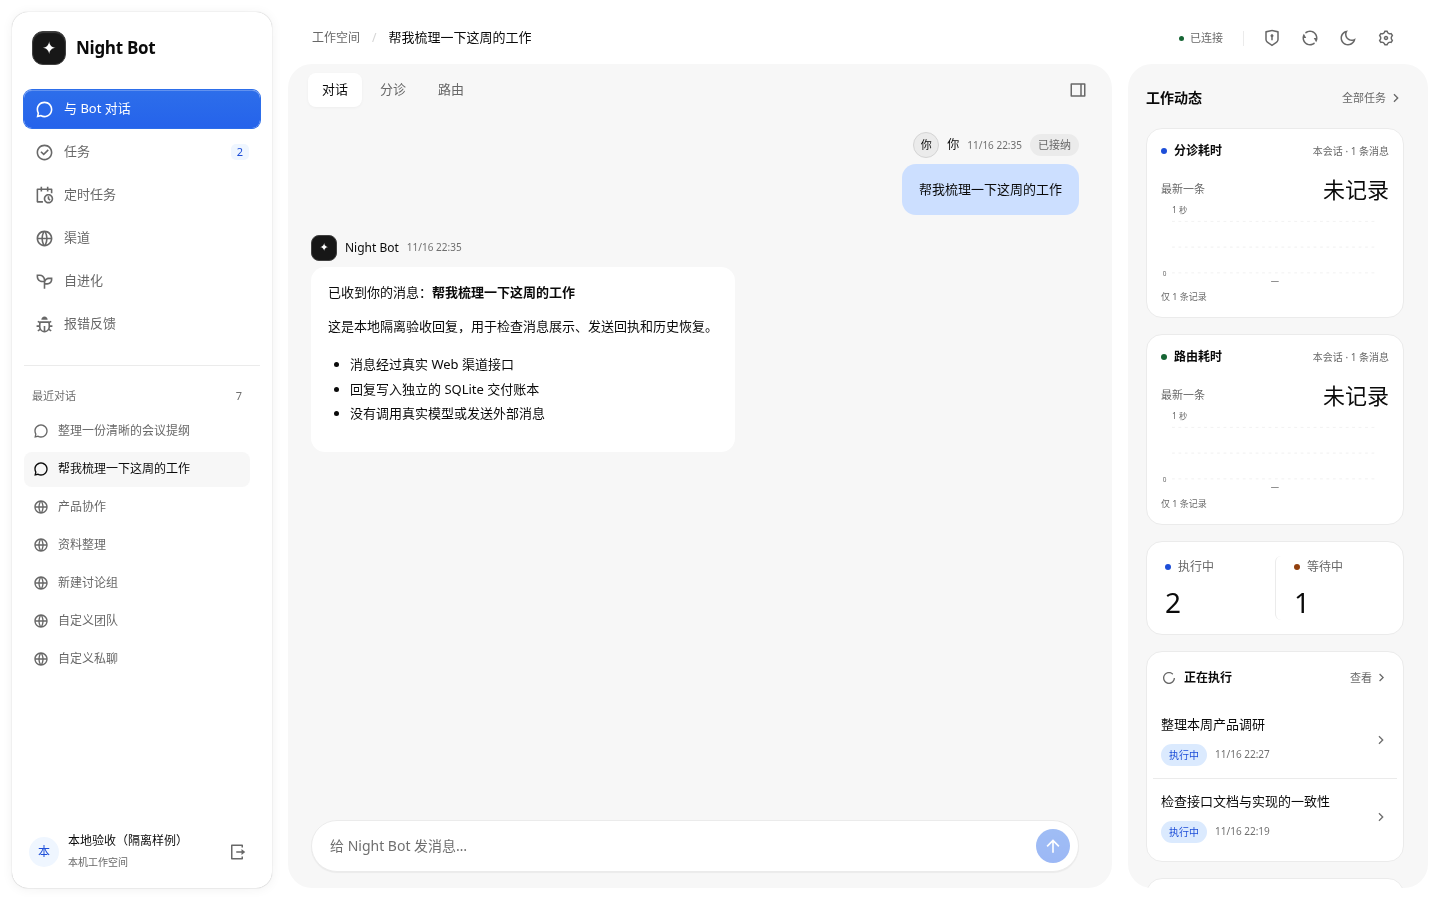 Night Bot
与 Bot 对话
任务
2
定时任务
渠道
自进化
报错反馈
最近对话
7
整理一份清晰的会议提纲
帮我梳理一下这周的工作
产品协作
资料整理
新建讨论组
自定义团队
自定义私聊
本
本地验收（隔离样例）
本机工作空间
工作空间 / 帮我梳理一下这周的工作
已连接
对话
分诊
路由
你 你 11/16 22:35 已接纳
帮我梳理一下这周的工作
Night Bot 11/16 22:35
已收到你的消息：帮我梳理一下这周的工作
这是本地隔离验收回复，用于检查消息展示、发送回执和历史恢复。
• 消息经过真实 Web 渠道接口
• 回复写入独立的 SQLite 交付账本
• 没有调用真实模型或发送外部消息
给 Night Bot 发消息...
工作动态
全部任务
分诊耗时
本会话 · 1 条消息
最新一条
未记录
1 秒
0
—
仅 1 条记录
路由耗时
本会话 · 1 条消息
最新一条
未记录
1 秒
0
—
仅 1 条记录
执行中
2
等待中
1
正在执行
查看
整理本周产品调研
执行中 11/16 22:27
检查接口文档与实现的一致性
执行中 11/16 22:19